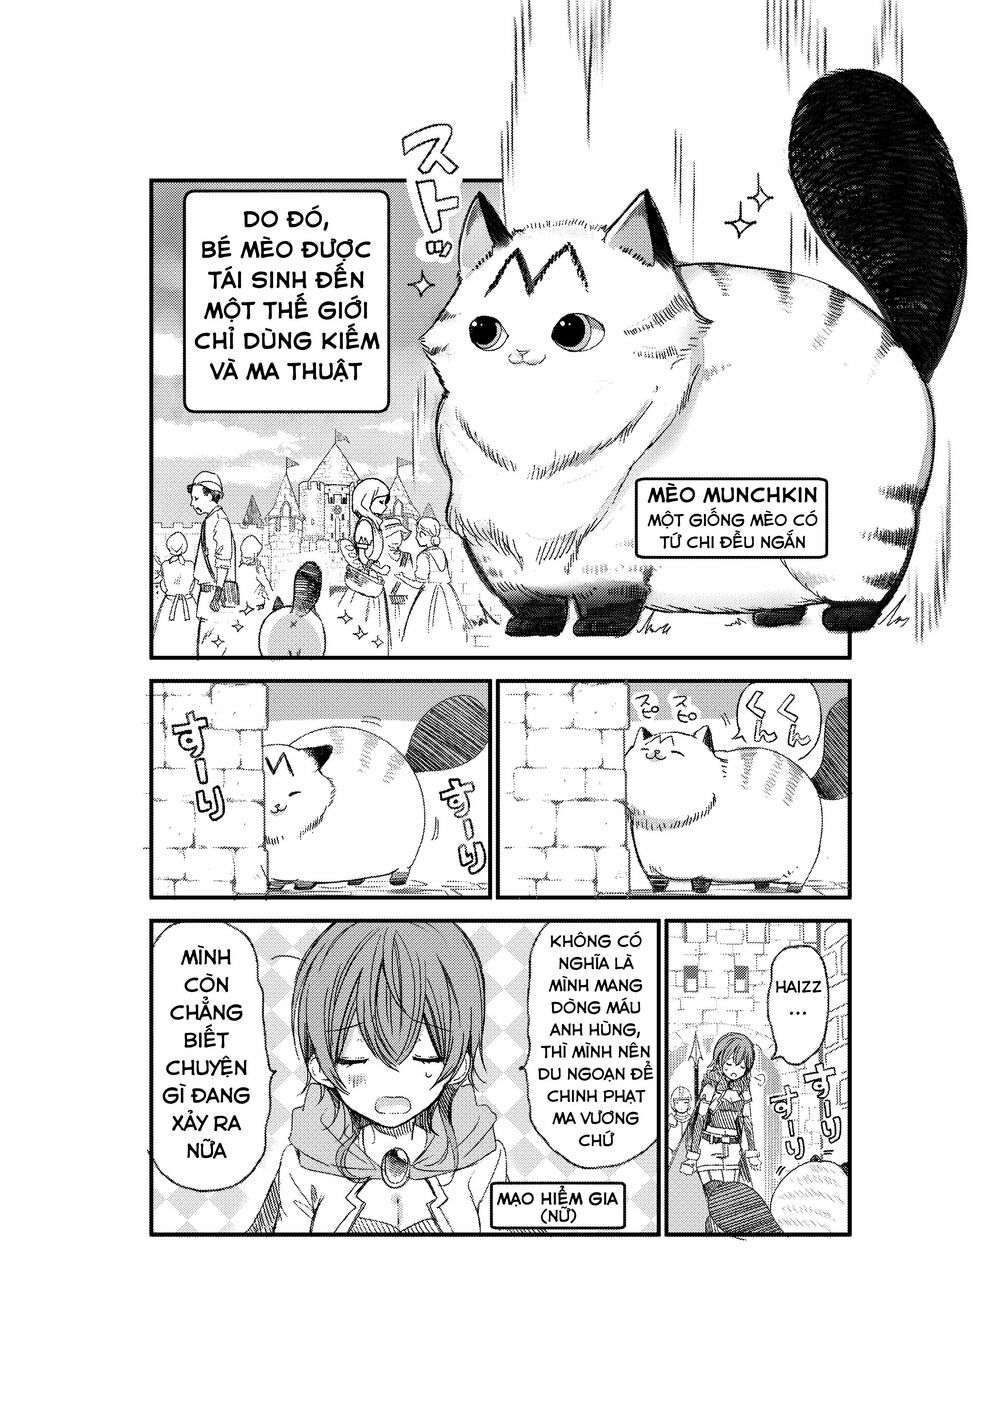 DO ĐÓ,
BÉ MÈO ĐƯỢC
TÁI SINH ĐẾN
MỘT THẾ GIỚI
CHỈ DÙNG KIẾM
VÀ MA THUẬT
ストッ
MÈO MUNCHKIN
MỘT GIỐNG MÈO CÓ
TỨ CHI ĐỀU NGẮN
すーり
すーり
スピ
スピ
くん
くん
MÌNH
CÒN
CHẲNG
BIẾT
CHUYỆN
GÌ ĐANG
XẢY RA
NỮA
KHÔNG CÓ
NGHĨA LÀ
MÌNH MANG
DÒNG MÁU
ANH HÙNG,
THÌ MÌNH NÊN
DU NGOẠN ĐỂ
CHINH PHẠT
MA VƯƠNG
CHỨ
MẠO HIỂM GIA
(NỮ)
HAIZZ
...
すーり
すーり